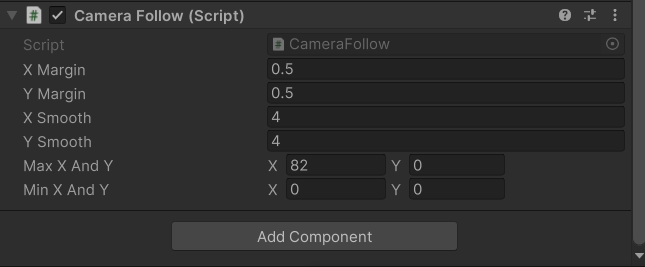 # Camera Follow (Script)
Script # CameraFollow
X Margin 0.5
Y Margin 0.5
X Smooth 4
Y Smooth 4
Max X And Y X 82 Y 0
Min X And Y X 0 Y 0
Add Component